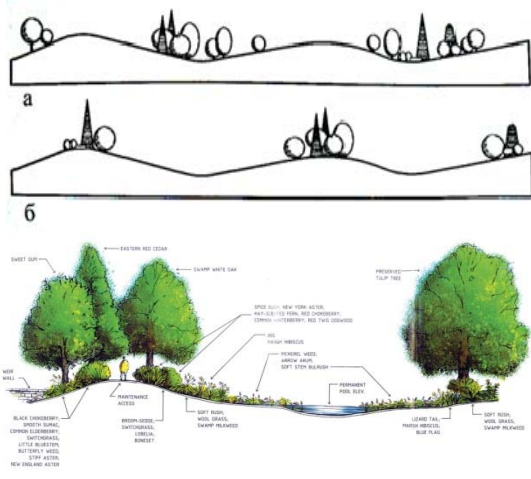 а
б
EASTERN RED CEDAR
SWEET GUM
SWAMP WHITE OAK
PRESERVED
TULIP TREE
SPICE BUSH, NEW YORK ASTER,
HAY-SCENTED FERN, RED CHOKEBERRY,
COMMON WINTERBERRY, RED TWIG DOGWOOD
MARSH HIBISCUS
PICKEREL WEED,
ARROW ARUM,
SOFT STEM BULRUSH
WEIR
WALL
MAINTENANCE
ACCESS
PERMANENT
POOL ELEV.
BLACK CHOKEBERRY,
SMOOTH SUMAC,
COMMON ELDERBERRY,
SWITCHGRASS,
LITTLE BLUESTEM,
BUTTERFLY WEED,
STIFF ASTER,
NEW ENGLAND ASTER
BROOM-SEDGE,
SWITCHGRASS,
LOBELIA,
BONESET
SOFT RUSH,
WOOL GRASS,
SWAMP MILKWEED
LIZARD TAIL,
MARSH HIBISCUS,
BLUE FLAG
SOFT RUSH,
WOOL GRASS,
SWAMP MILKWEED